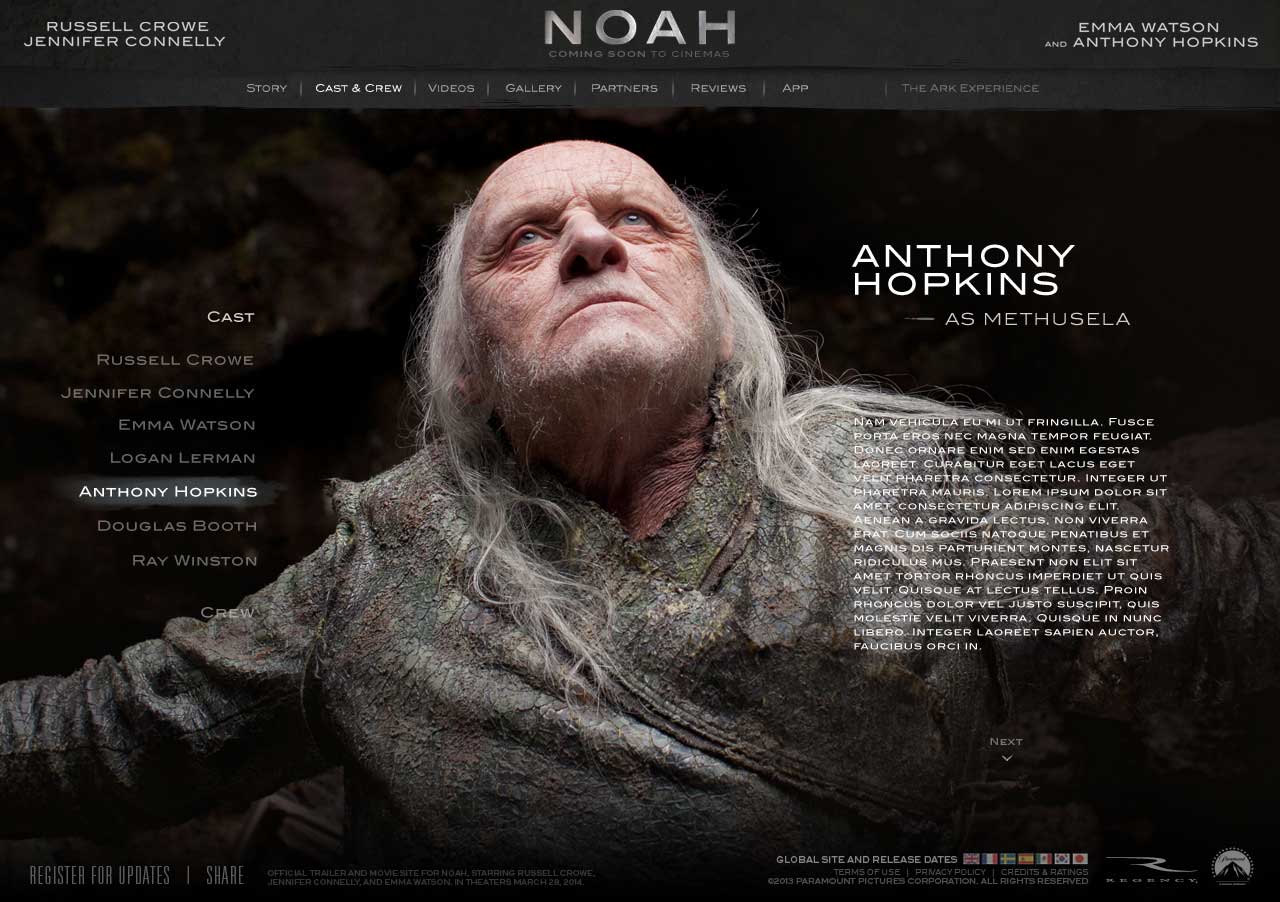 RUSSELL CROWE
JENNIFER CONNELLY
NOAH
COMING SOON TO CINEMAS
EMMA WATSON
AND ANTHONY HOPKINS
STORY
CAST & CREW
VIDEOS
GALLERY
PARTNERS
REVIEWS
APP
THE ARK EXPERIENCE
ANTHONY
HOPKINS
AS METHUSELA
CAST
RUSSELL CROWE
JENNIFER CONNELLY
EMMA WATSON
LOGAN LERMAN
ANTHONY HOPKINS
DOUGLAS BOOTH
RAY WINSTON
CREW
NAM VEHICULA EU MI UT FRINGILLA. FUSCE
PORTA EROS NEC MAGNA TEMPOR FEUGIAT.
DONEC ORNARE ENIM SED ENIM EGESTAS
LAOREET. CURABITUR EGET LACUS EGET
VELIT PHARETRA CONSECTETUR. INTEGER UT
PHARETRA MAURIS. LOREM IPSUM DOLOR SIT
AMET, CONSECTETUR ADIPISCING ELIT.
AENEAN A GRAVIDA LECTUS, NON VIVERRA
ERAT. CUM SOCIIS NATOQUE PENATIBUS ET
MAGNIS DIS PARTURIENT MONTES, NASCETUR
RIDICULUS MUS. PRAESENT NON ELIT SIT
AMET TORTOR RHONCUS IMPERDIET UT QUIS
VELIT. QUISQUE AT LECTUS TELLUS. PROIN
RHONCUS DOLOR VEL JUSTO SUSCIPIT, QUIS
MOLESTIE VELIT VIVERRA. QUISQUE IN NUNC
LIBERO. INTEGER LAOREET SAPIEN AUCTOR,
FAUCIBUS ORCI IN.
NEXT
REGISTER FOR UPDATES | SHARE
OFFICIAL TRAILER AND MOVIE SITE FOR NOAH, STARRING RUSSELL CROWE,
JENNIFER CONNELLY, AND EMMA WATSON. IN THEATERS MARCH 28, 2014.
GLOBAL SITE AND RELEASE DATES
TERMS OF USE | PRIVACY POLICY | CREDITS & RATINGS
©2013 PARAMOUNT PICTURES CORPORATION. ALL RIGHTS RESERVED
REGENCY
Paramount